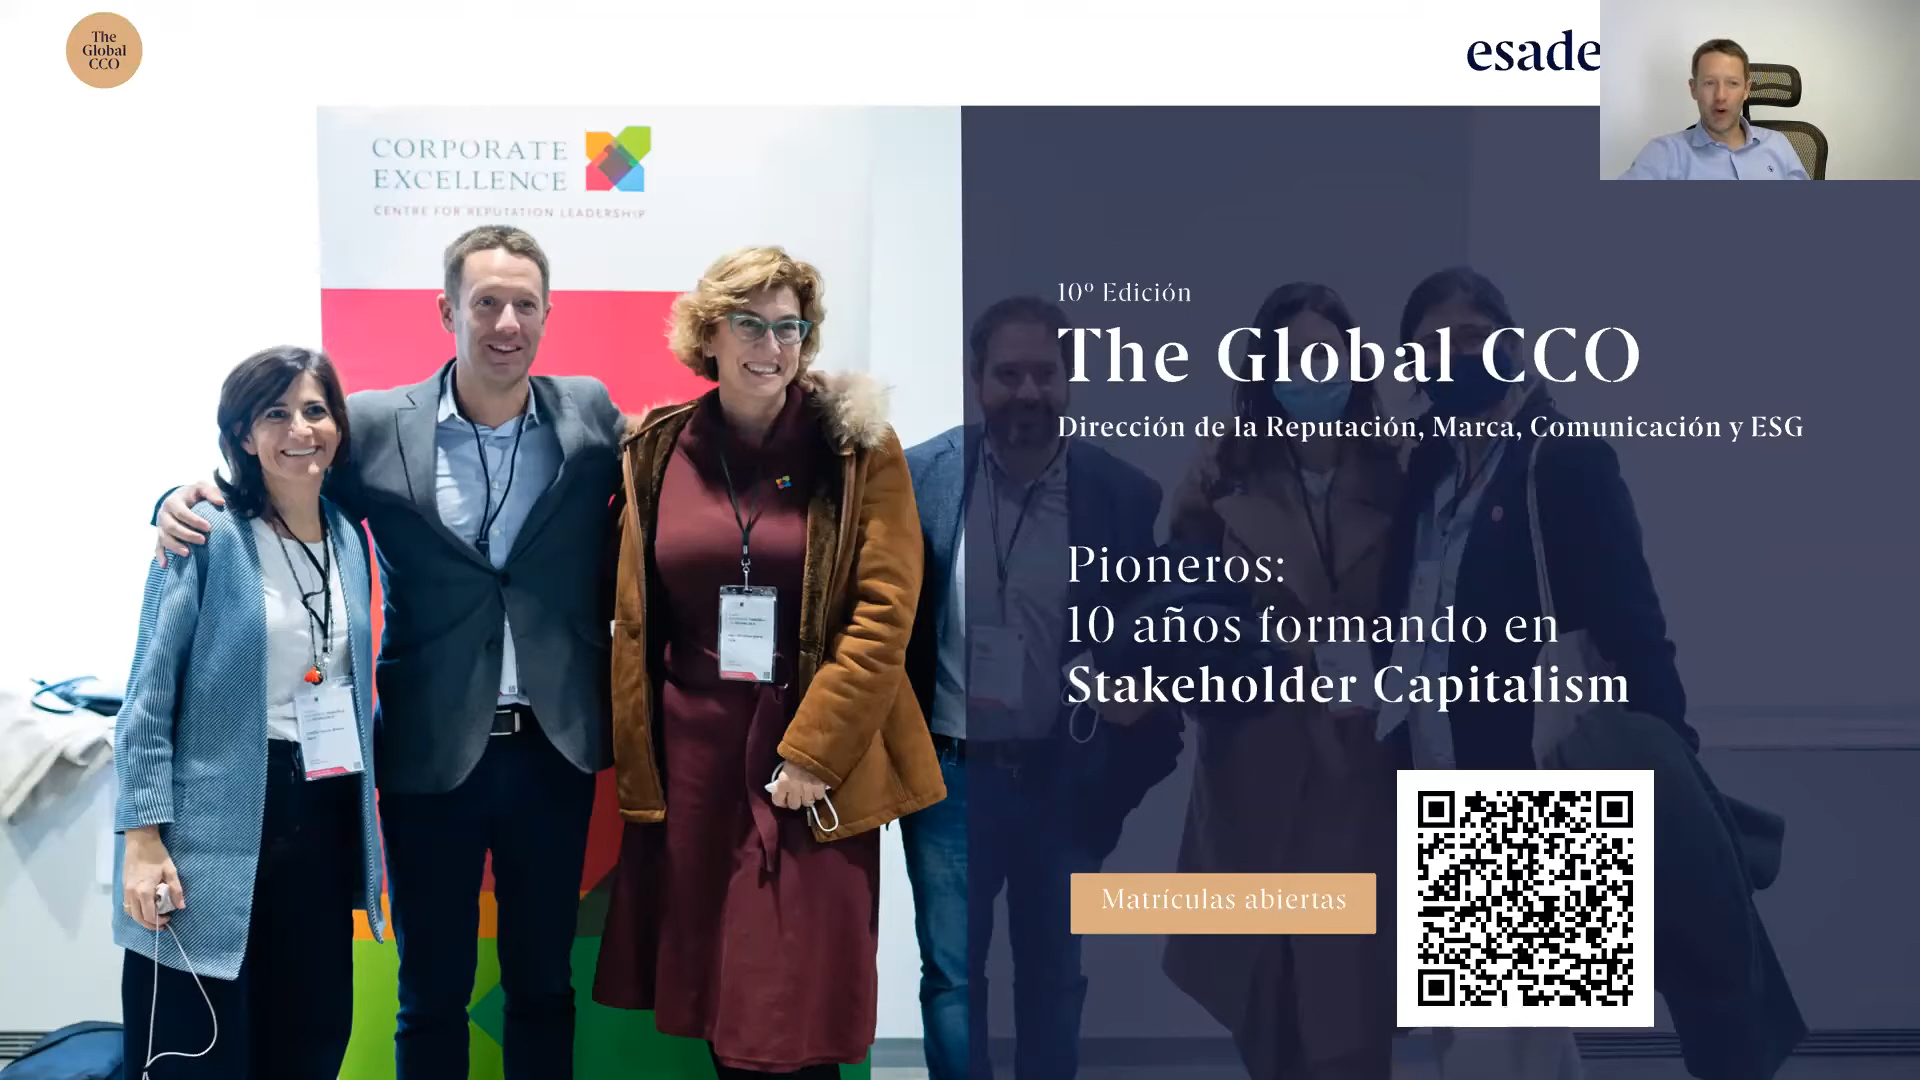 The
Global
CCO
esade
CORPORATE
EXCELLENCE
CENTRE FOR REPUTATION LEADERSHIP
10º Edición
The Global CCO
Dirección de la Reputación, Marca, Comunicación y ESG
Pioneros:
10 años formando en
Stakeholder Capitalism
Matrículas abiertas